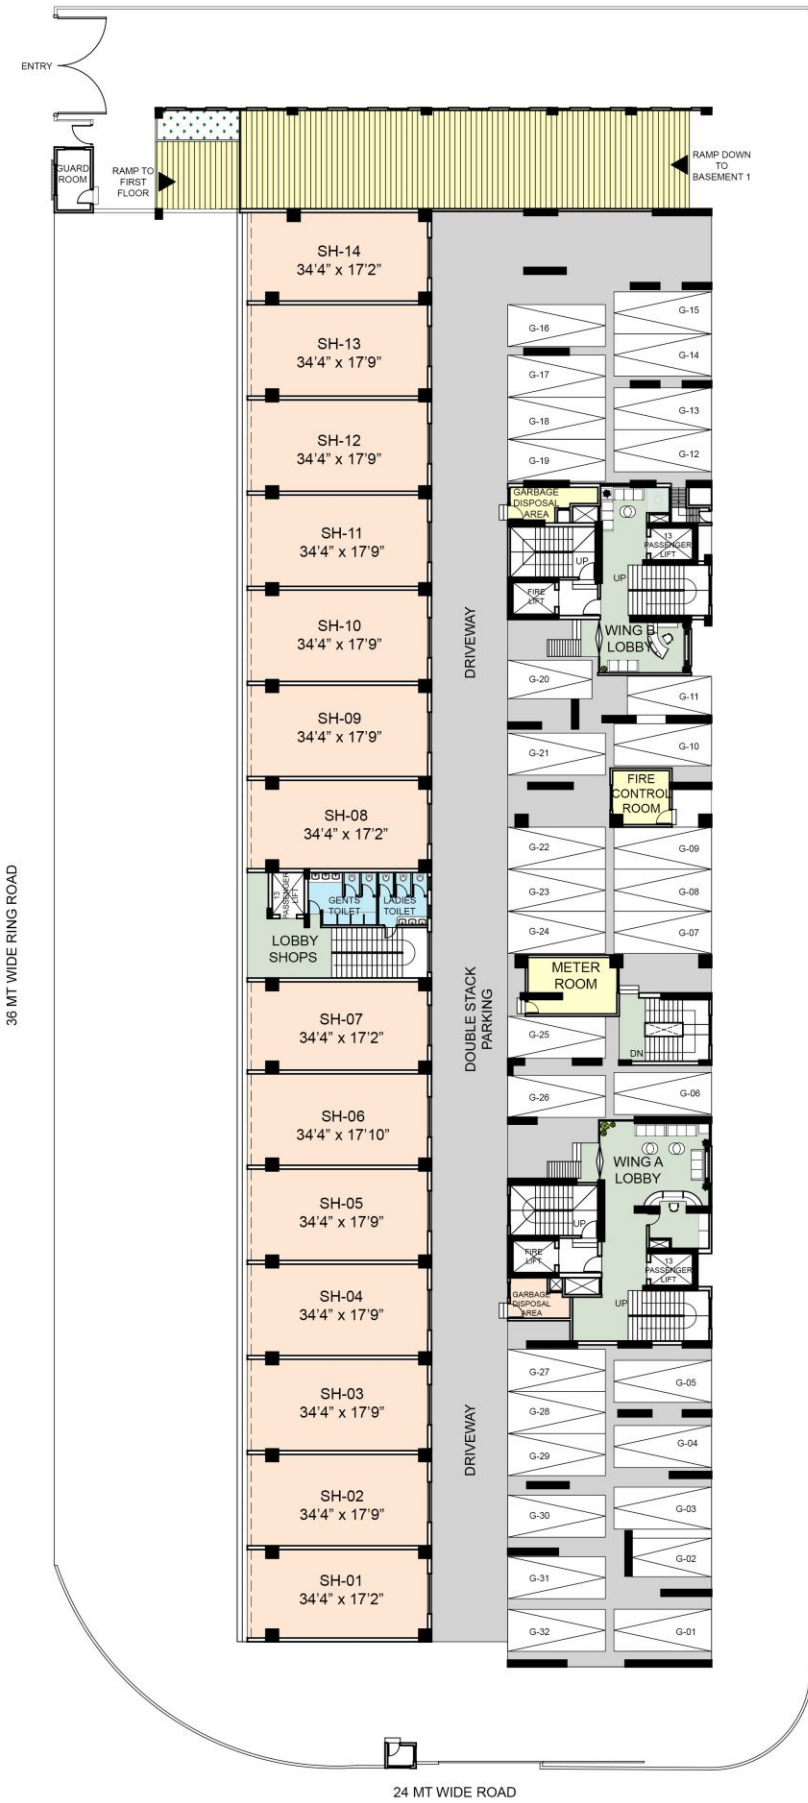 ENTRY
GUARD
ROOM
RAMP TO
FIRST
FLOOR
RAMP DOWN
TO
BASEMENT 1
SH-14
34'4" x 17'2"
SH-13
34'4" x 17'9"
SH-12
34'4" x 17'9"
SH-11
34'4" x 17'9"
SH-10
34'4" x 17'9"
SH-09
34'4" x 17'9"
SH-08
34'4" x 17'2"
13
PASSENGER
LIFT
GENTS
TOILET
LADIES
TOILET
LOBBY
SHOPS
SH-07
34'4" x 17'2"
SH-06
34'4" x 17'10"
SH-05
34'4" x 17'9"
SH-04
34'4" x 17'9"
SH-03
34'4" x 17'9"
SH-02
34'4" x 17'9"
SH-01
34'4" x 17'2"
DRIVEWAY
DOUBLE STACK
PARKING
DRIVEWAY
G-15
G-16
G-14
G-17
G-13
G-18
G-12
G-19
GARBAGE
DISPOSAL
AREA
13
PASSENGER
LIFT
UP
UP
FIRE
LIFT
WING B
LOBBY
G-20
G-11
G-21
G-10
FIRE
CONTROL
ROOM
G-22
G-09
G-23
G-08
G-24
G-07
METER
ROOM
G-25
DN
G-26
G-06
WING A
LOBBY
UP
FIRE
LIFT
13
PASSENGER
LIFT
GARBAGE
DISPOSAL
AREA
UP
G-27
G-05
G-28
G-04
G-29
G-03
G-30
G-02
G-31
G-32
G-01
36 MT WIDE RING ROAD
24 MT WIDE ROAD